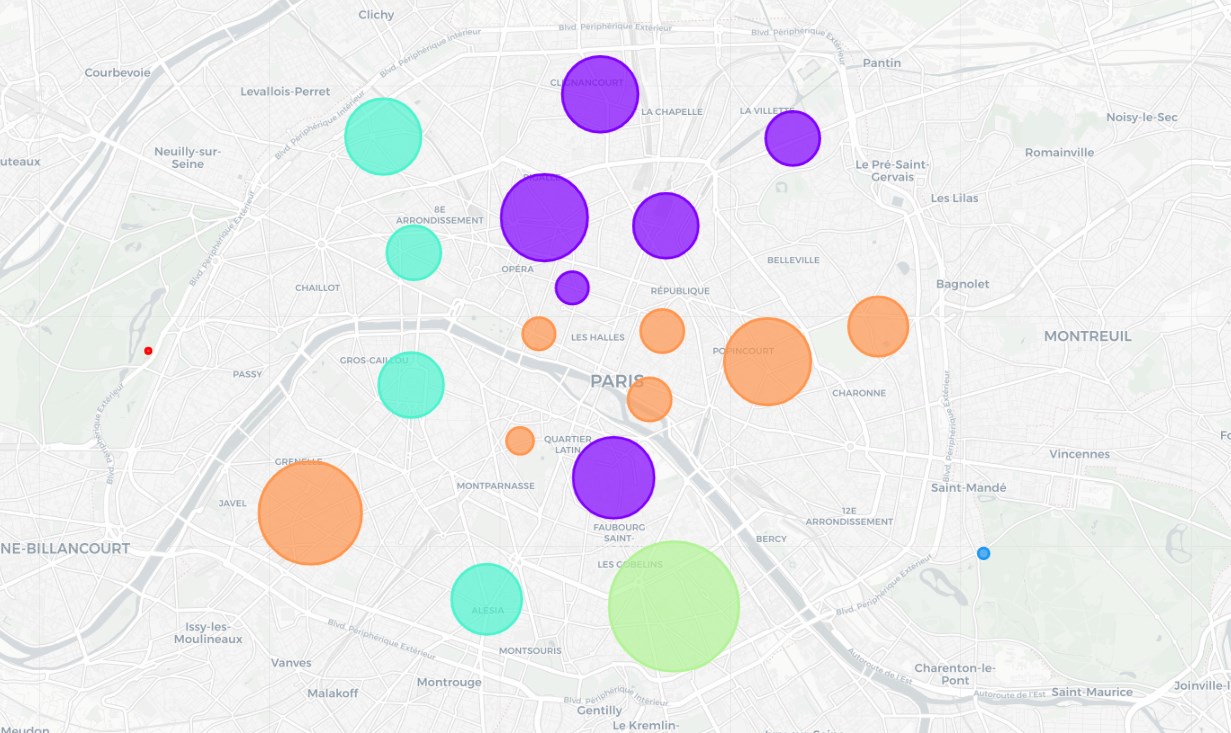 Clichy
Blvd. Périphérique Extérieur
Blvd. Périphérique Extérieur
Blvd. Périphérique Intérieur
Pantin
Courbevoie
CLIGNANCOURT
Levallois-Perret
LA CHAPELLE
LA VILLETTE
Noisy-le-Sec
Blvd. Périphérique Intérieur
Neuilly-sur-
Seine
Romainville
uteaux
Le Pré-Saint-
Gervais
Les Lilas
8E
ARRONDISSEMENT
Blvd. Périphérique Extérieur
BELLEVILLE
OPÉRA
CHAILLOT
RÉPUBLIQUE
Bagnolet
LES HALLES
MONTREUIL
POPINCOURT
GROS-CAILLOU
PASSY
PARIS
CHARONNE
Blvd. Périphérique Extérieur
QUARTIER
LATIN
Vincennes
GRENELLE
MONTPARNASSE
Saint-Mandé
JAVEL
12E
ARRONDISSEMENT
FAUBOURG
SAINT-
BERCY
NE-BILLANCOURT
LES GOBELINS
Blvd. Périphérique Extérieur
ALÉSIA
Issy-les-
Moulineaux
Blvd. Périphérique Extérieur
MONTSOURIS
Vanves
Autoroute de l'Est
Charenton-le-
Pont
Montrouge
Malakoff
Autoroute de l'Est
Saint-Maurice
Joinville-l
Blvd. Périphérique Intérieur
Gentilly
Le Kremlin-
Meudon